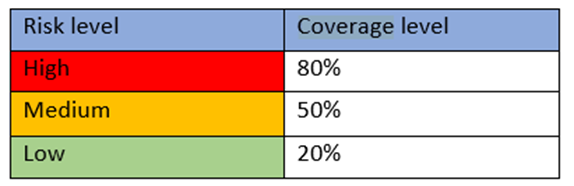 Risk level Coverage level
High 80%
Medium 50%
Low 20%